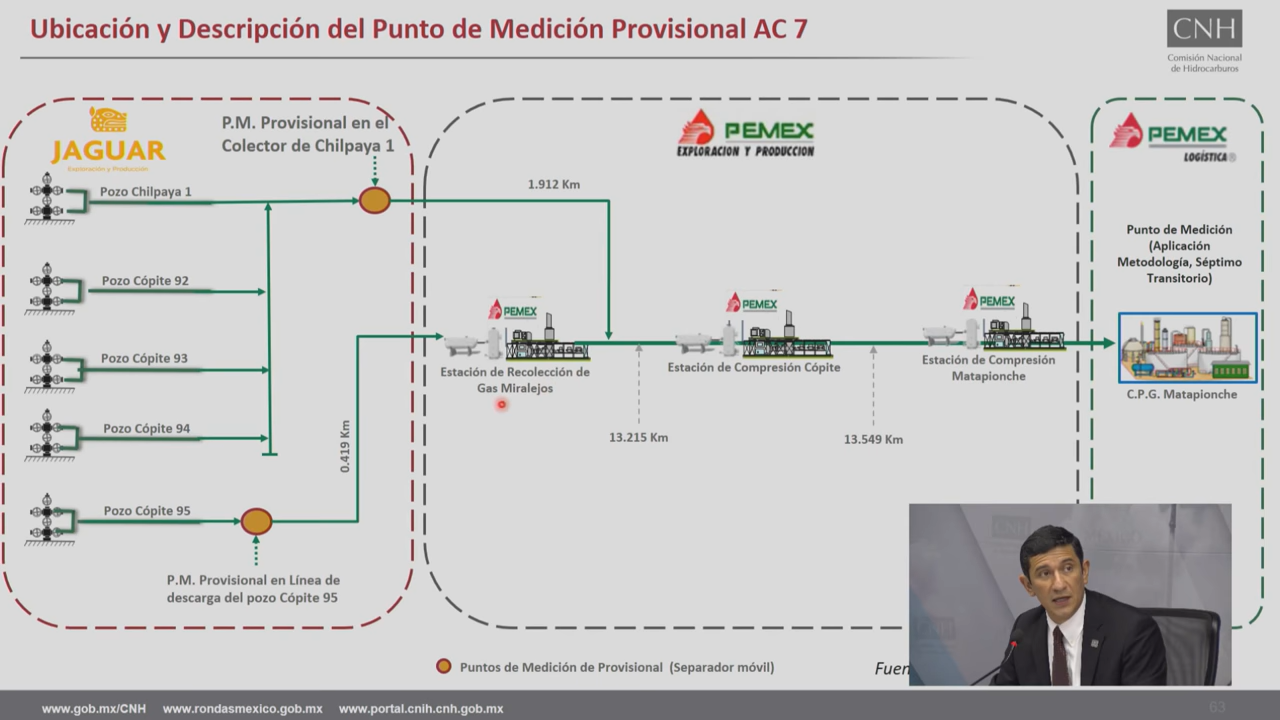 Ubicación y Descripción del Punto de Medición Provisional AC 7
CNH
Comisión Nacional
de Hidrocarburos
JAGUAR
Exploración y Producción
P.M. Provisional en el
Colector de Chilpaya 1
PEMEX
EXPLORACION Y PRODUCCION
PEMEX
LOGÍSTICA
Pozo Chilpaya 1
1.912 Km
Punto de Medición
(Aplicación
Metodología, Séptimo
Transitorio)
Pozo Cópite 92
PEMEX
PEMEX
PEMEX
Pozo Cópite 93
Estación de Recolección de
Gas Miralejos
Estación de Compresión Cópite
Estación de Compresión
Matapionche
C.P.G. Matapionche
Pozo Cópite 94
0.419 Km
13.215 Km
13.549 Km
Pozo Cópite 95
P.M. Provisional en Línea de
descarga del pozo Cópite 95
CNH
Puntos de Medición de Provisional (Separador móvil)
www.gob.mx/CNH www.rondasmexico.gob.mx www.portal.cnih.cnh.gob.mx
63